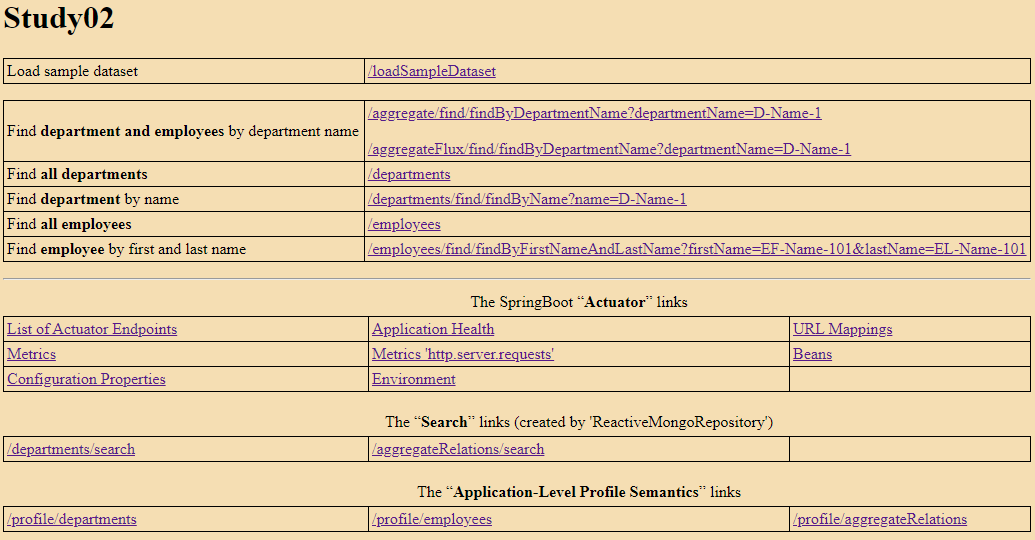 Study02
Load sample dataset /loadSampleDataset
Find department and employees by department name /aggregate/find/findByDepartmentName?departmentName=D-Name-1
/aggregateFlux/find/findByDepartmentName?departmentName=D-Name-1
Find all departments /departments
Find department by name /departments/find/findByName?name=D-Name-1
Find all employees /employees
Find employee by first and last name /employees/find/findByFirstNameAndLastName?firstName=EF-Name-101&lastName=EL-Name-101
The SpringBoot “Actuator” links
List of Actuator Endpoints Application Health URL Mappings
Metrics Metrics 'http.server.requests' Beans
Configuration Properties Environment
The “Search” links (created by 'ReactiveMongoRepository')
/departments/search /aggregateRelations/search
The “Application-Level Profile Semantics” links
/profile/departments /profile/employees /profile/aggregateRelations